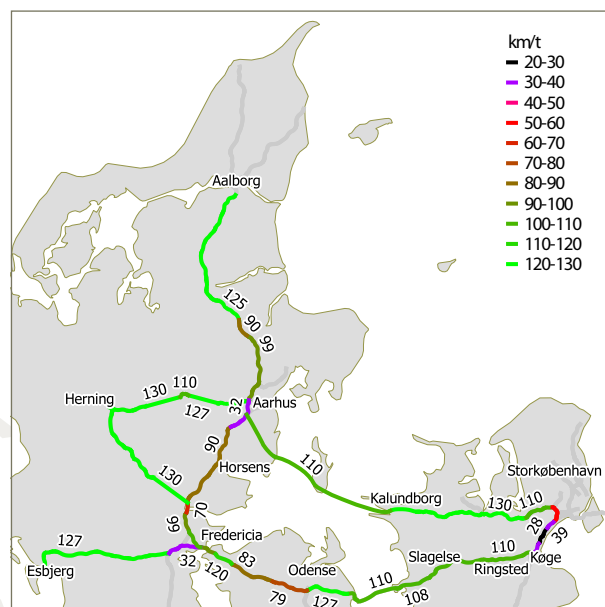 km/t
20-30
30-40
40-50
50-60
60-70
70-80
80-90
90-100
100-110
110-120
120-130
Aalborg
125
90
99
130
110
Herning
127
32
Aarhus
90
110
Horsens
130
Storkøbenhavn
Kalundborg
130
110
70
99
28
39
Fredericia
127
110
Køge
Slagelse
Ringsted
32
120
83
Odense
Esbjerg
79
127
110
108